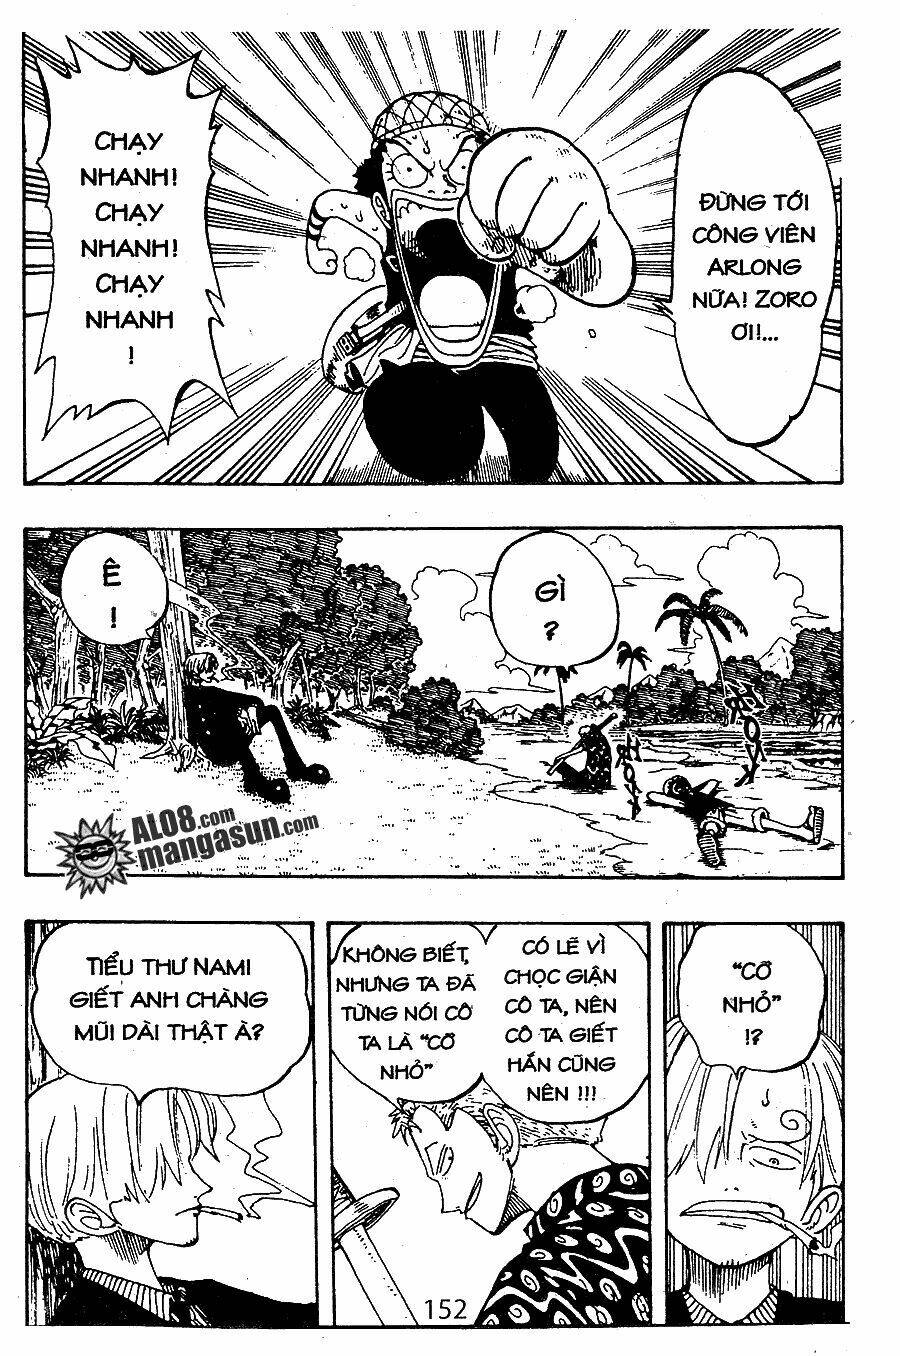 ĐỪNG TỚI
CÔNG VIÊN
ARLONG
NỮA! ZORO
ƠI!!...
CHẠY
NHANH!
CHẠY
NHANH!
CHẠY
NHANH
!
Ê
!
GÌ
?
AL08.com
mangasun.com
TIỂU THƯ NAMI
GIẾT ANH CHÀNG
MŨI DÀI THẬT À?
KHÔNG BIẾT,
NHƯNG TA ĐÃ
TỪNG NÓI CÔ
TA LÀ "CỠ
NHỎ"
CÓ LẼ VÌ
CHỌC GIẬN
CÔ TA, NÊN
CÔ TA GIẾT
HẮN CŨNG
NÊN !!!
"CỠ
NHỎ"
!?
152